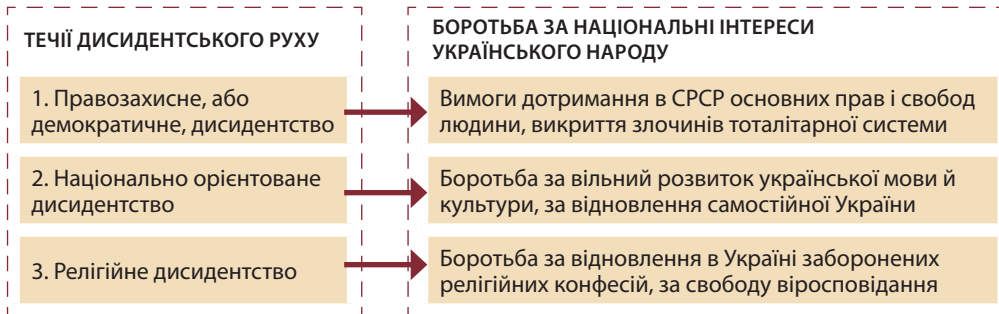 ТЕЧІЇ ДИСИДЕНТСЬКОГО РУХУ
БОРОТЬБА ЗА НАЦІОНАЛЬНІ ІНТЕРЕСИ
УКРАЇНСЬКОГО НАРОДУ
1. Правозахисне, або
демократичне, дисидентство
Вимоги дотримання в СРСР основних прав і свобод
людини, викриття злочинів тоталітарної системи
2. Національно орієнтоване
дисидентство
Боротьба за вільний розвиток української мови й
культури, за відновлення самостійної України
3. Релігійне дисидентство
Боротьба за відновлення в Україні заборонених
релігійних конфесій, за свободу віросповідання